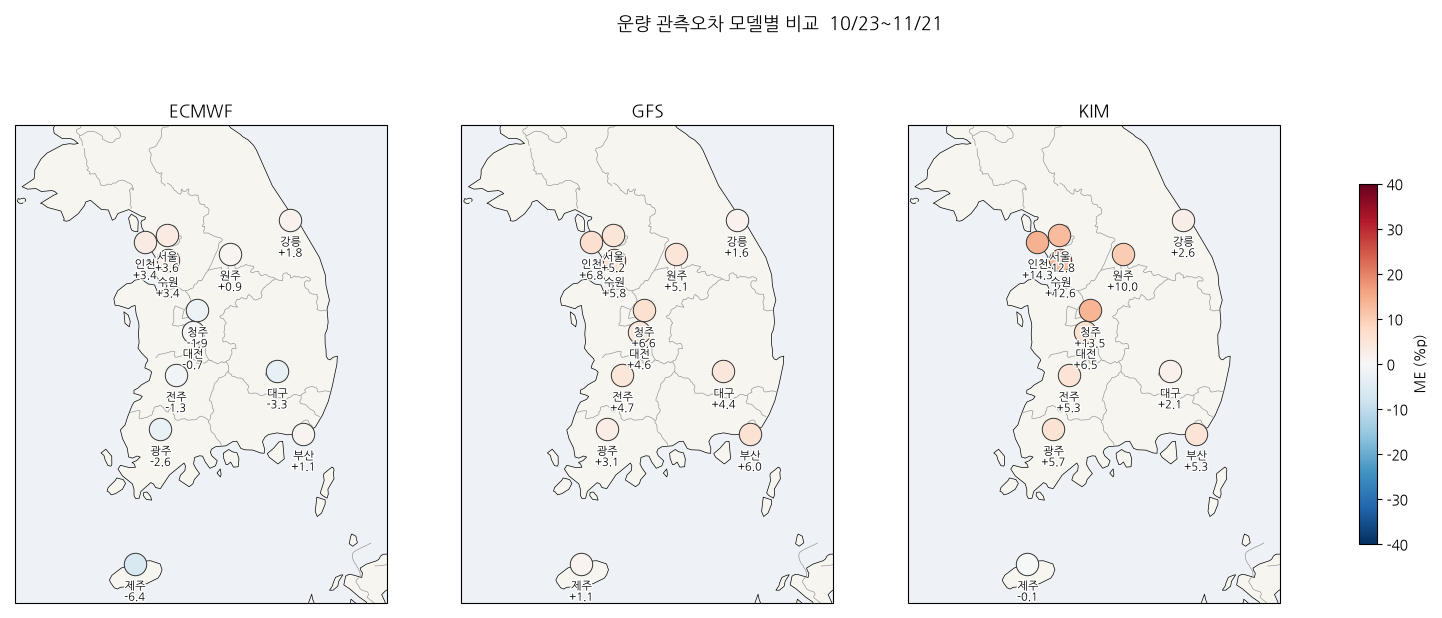 운량 관측오차 모델별 비교 10/23~11/21
ECMWF
강릉
+1.8
서울
+3.6
인천
+3.4
수원
+3.4
원주
+0.9
청주
-1.9
대전
-0.7
전주
-1.3
대구
-3.3
광주
-2.6
부산
+1.1
제주
-6.4
GFS
강릉
+1.6
서울
+5.2
인천
+6.8
수원
+5.8
원주
+5.1
청주
+6.6
대전
+4.6
전주
+4.7
대구
+4.4
광주
+3.1
부산
+6.0
제주
+1.1
KIM
강릉
+2.6
서울
+12.8
인천
+14.3
수원
+12.6
원주
+10.0
청주
+13.5
대전
+6.5
전주
+5.3
대구
+2.1
광주
+5.7
부산
+5.3
제주
-0.1
40
30
20
10
0
-10
-20
-30
-40
ME (%p)